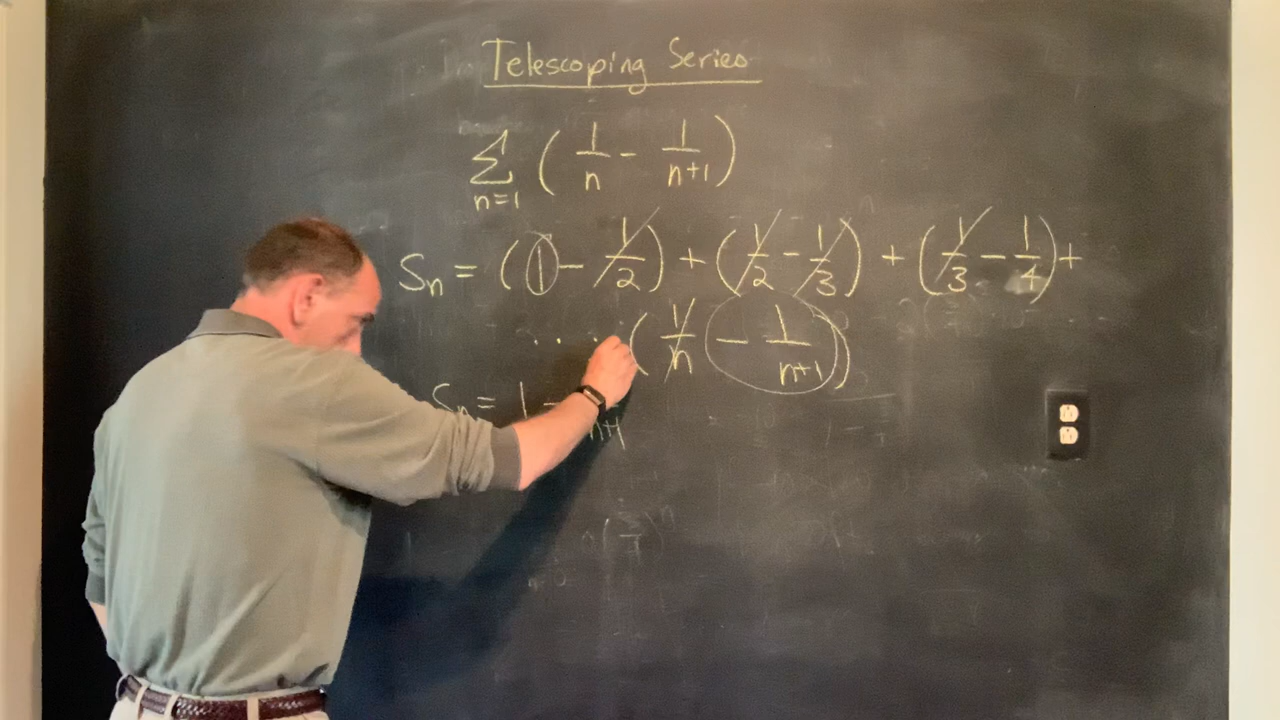 Telescoping Series
∑ n=1 ( 1/n - 1/n+1 )
Sn = ( 1 - 1/2 ) + ( 1/2 - 1/3 ) + ( 1/3 - 1/4 ) +
. . . . ( 1/n - 1/n+1 )
Sn = 1 - n+1